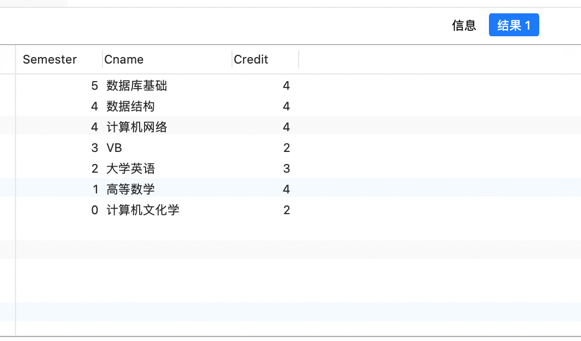 信息 结果 1
Semester Cname Credit
5 数据库基础 4
4 数据结构 4
4 计算机网络 4
3 VB 2
2 大学英语 3
1 高等数学 4
0 计算机文化学 2